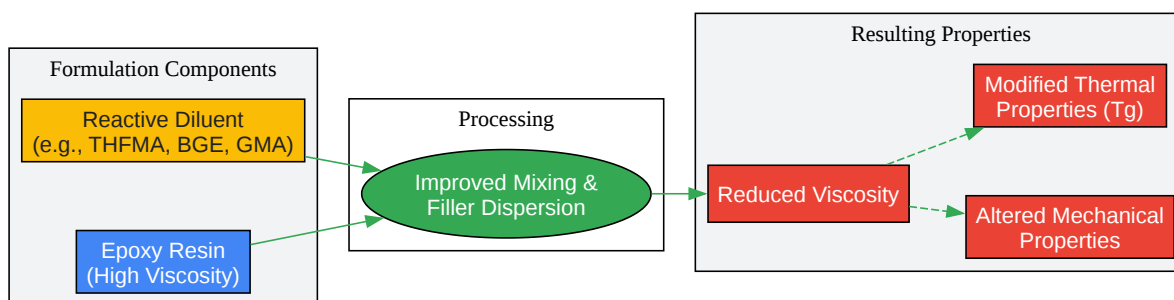 Formulation Components
Reactive Diluent
(e.g., THFMA, BGE, GMA)
Epoxy Resin
(High Viscosity)
Processing
Improved Mixing &
Filler Dispersion
Resulting Properties
Reduced Viscosity
Modified Thermal
Properties (Tg)
Altered Mechanical
Properties